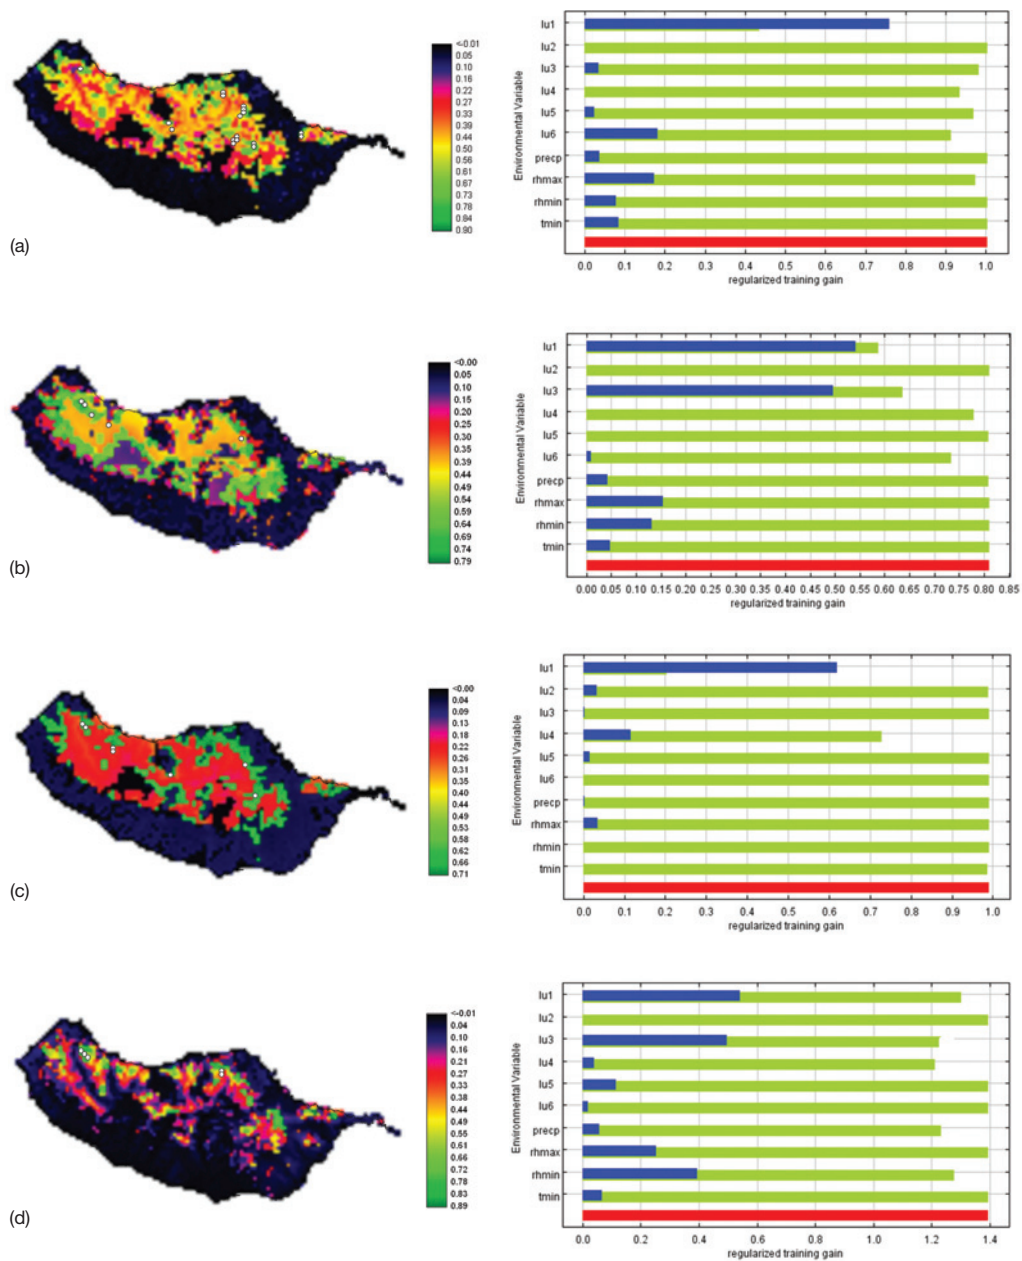 <-0.01
0.05
0.10
0.16
0.22
0.27
0.33
0.39
0.44
0.50
0.56
0.61
0.67
0.73
0.78
0.84
0.90
(a)
Environmental Variable
lu1
lu2
lu3
lu4
lu5
lu6
precp
rhmax
rhmin
tmin
0.0 0.1 0.2 0.3 0.4 0.5 0.6 0.7 0.8 0.9 1.0
regularized training gain
<0.00
0.05
0.10
0.15
0.20
0.25
0.30
0.35
0.40
0.44
0.49
0.54
0.59
0.64
0.69
0.74
0.79
(b)
Environmental Variable
lu1
lu2
lu3
lu4
lu5
lu6
precp
rhmax
rhmin
tmin
0.00 0.05 0.10 0.15 0.20 0.25 0.30 0.35 0.40 0.45 0.50 0.55 0.60 0.65 0.70 0.75 0.80 0.85
regularized training gain
<0.00
0.04
0.09
0.13
0.18
0.22
0.26
0.31
0.35
0.40
0.44
0.49
0.53
0.58
0.62
0.66
0.71
(c)
Environmental Variable
lu1
lu2
lu3
lu4
lu5
lu6
precp
rhmax
rhmin
tmin
0.0 0.1 0.2 0.3 0.4 0.5 0.6 0.7 0.8 0.9 1.0
regularized training gain
<-0.01
0.04
0.10
0.16
0.21
0.27
0.33
0.38
0.44
0.49
0.55
0.61
0.66
0.72
0.78
0.83
0.89
(d)
Environmental Variable
lu1
lu2
lu3
lu4
lu5
lu6
precp
rhmax
rhmin
tmin
0.0 0.2 0.4 0.6 0.8 1.0 1.2 1.4
regularized training gain